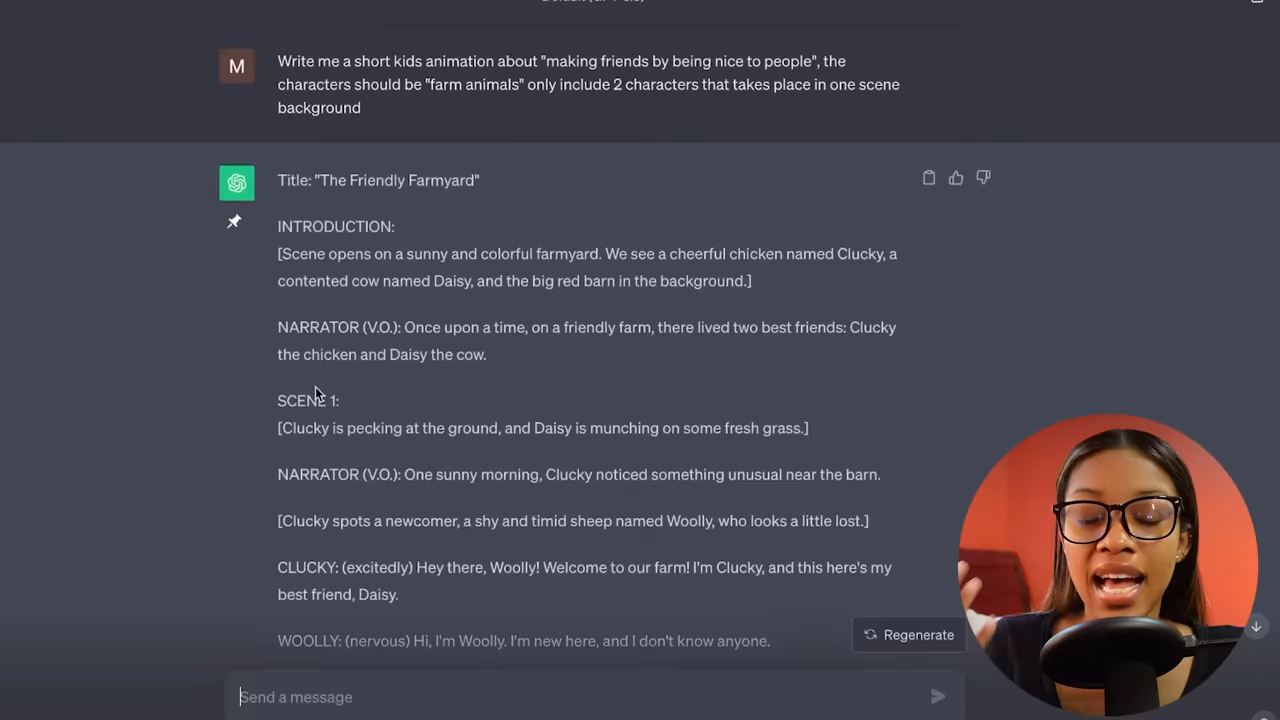 M
Write me a short kids animation about "making friends by being nice to people", the
characters should be "farm animals" only include 2 characters that takes place in one scene
background
Title: "The Friendly Farmyard"
INTRODUCTION:
[Scene opens on a sunny and colorful farmyard. We see a cheerful chicken named Clucky, a
contented cow named Daisy, and the big red barn in the background.]
NARRATOR (V.O.): Once upon a time, on a friendly farm, there lived two best friends: Clucky
the chicken and Daisy the cow.
SCENE 1:
[Clucky is pecking at the ground, and Daisy is munching on some fresh grass.]
NARRATOR (V.O.): One sunny morning, Clucky noticed something unusual near the barn.
[Clucky spots a newcomer, a shy and timid sheep named Woolly, who looks a little lost.]
CLUCKY: (excitedly) Hey there, Woolly! Welcome to our farm! I'm Clucky, and this here's my
best friend, Daisy.
WOOLLY: (nervous) Hi, I'm Woolly. I'm new here, and I don't know anyone.
Regenerate
Send a message